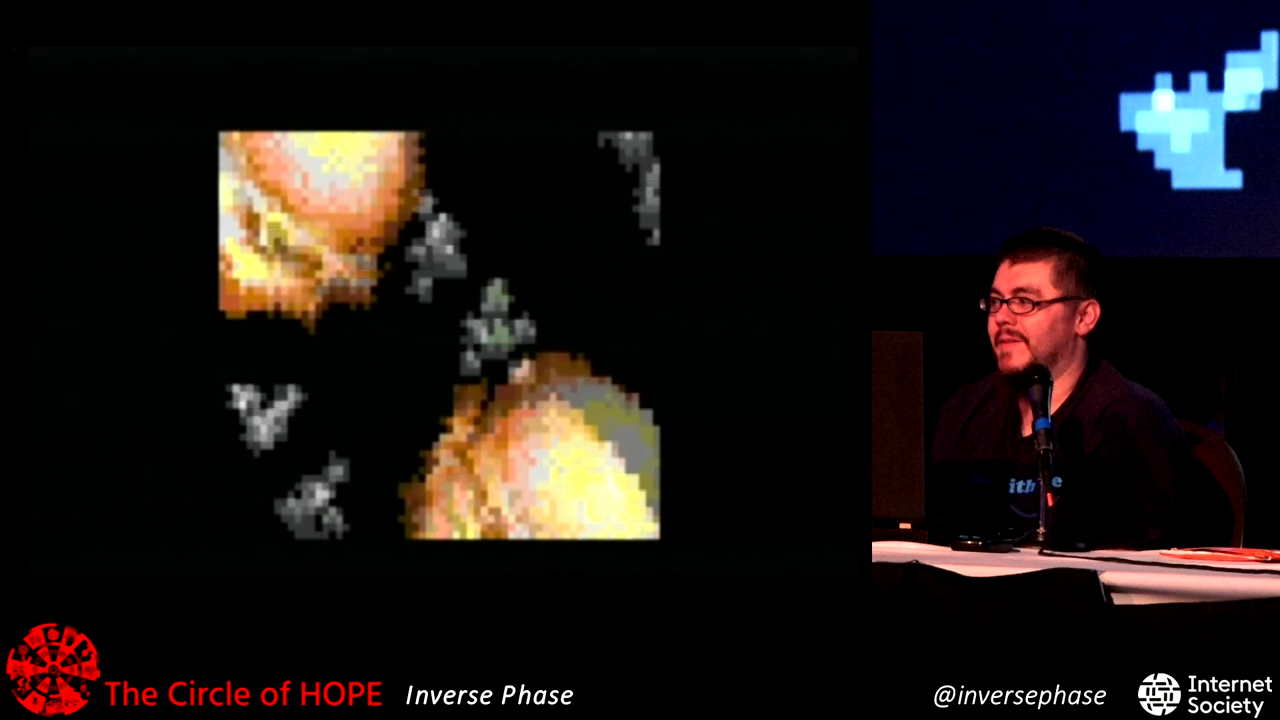 The Circle of HOPE
Inverse Phase
@inversephase
Internet
Society